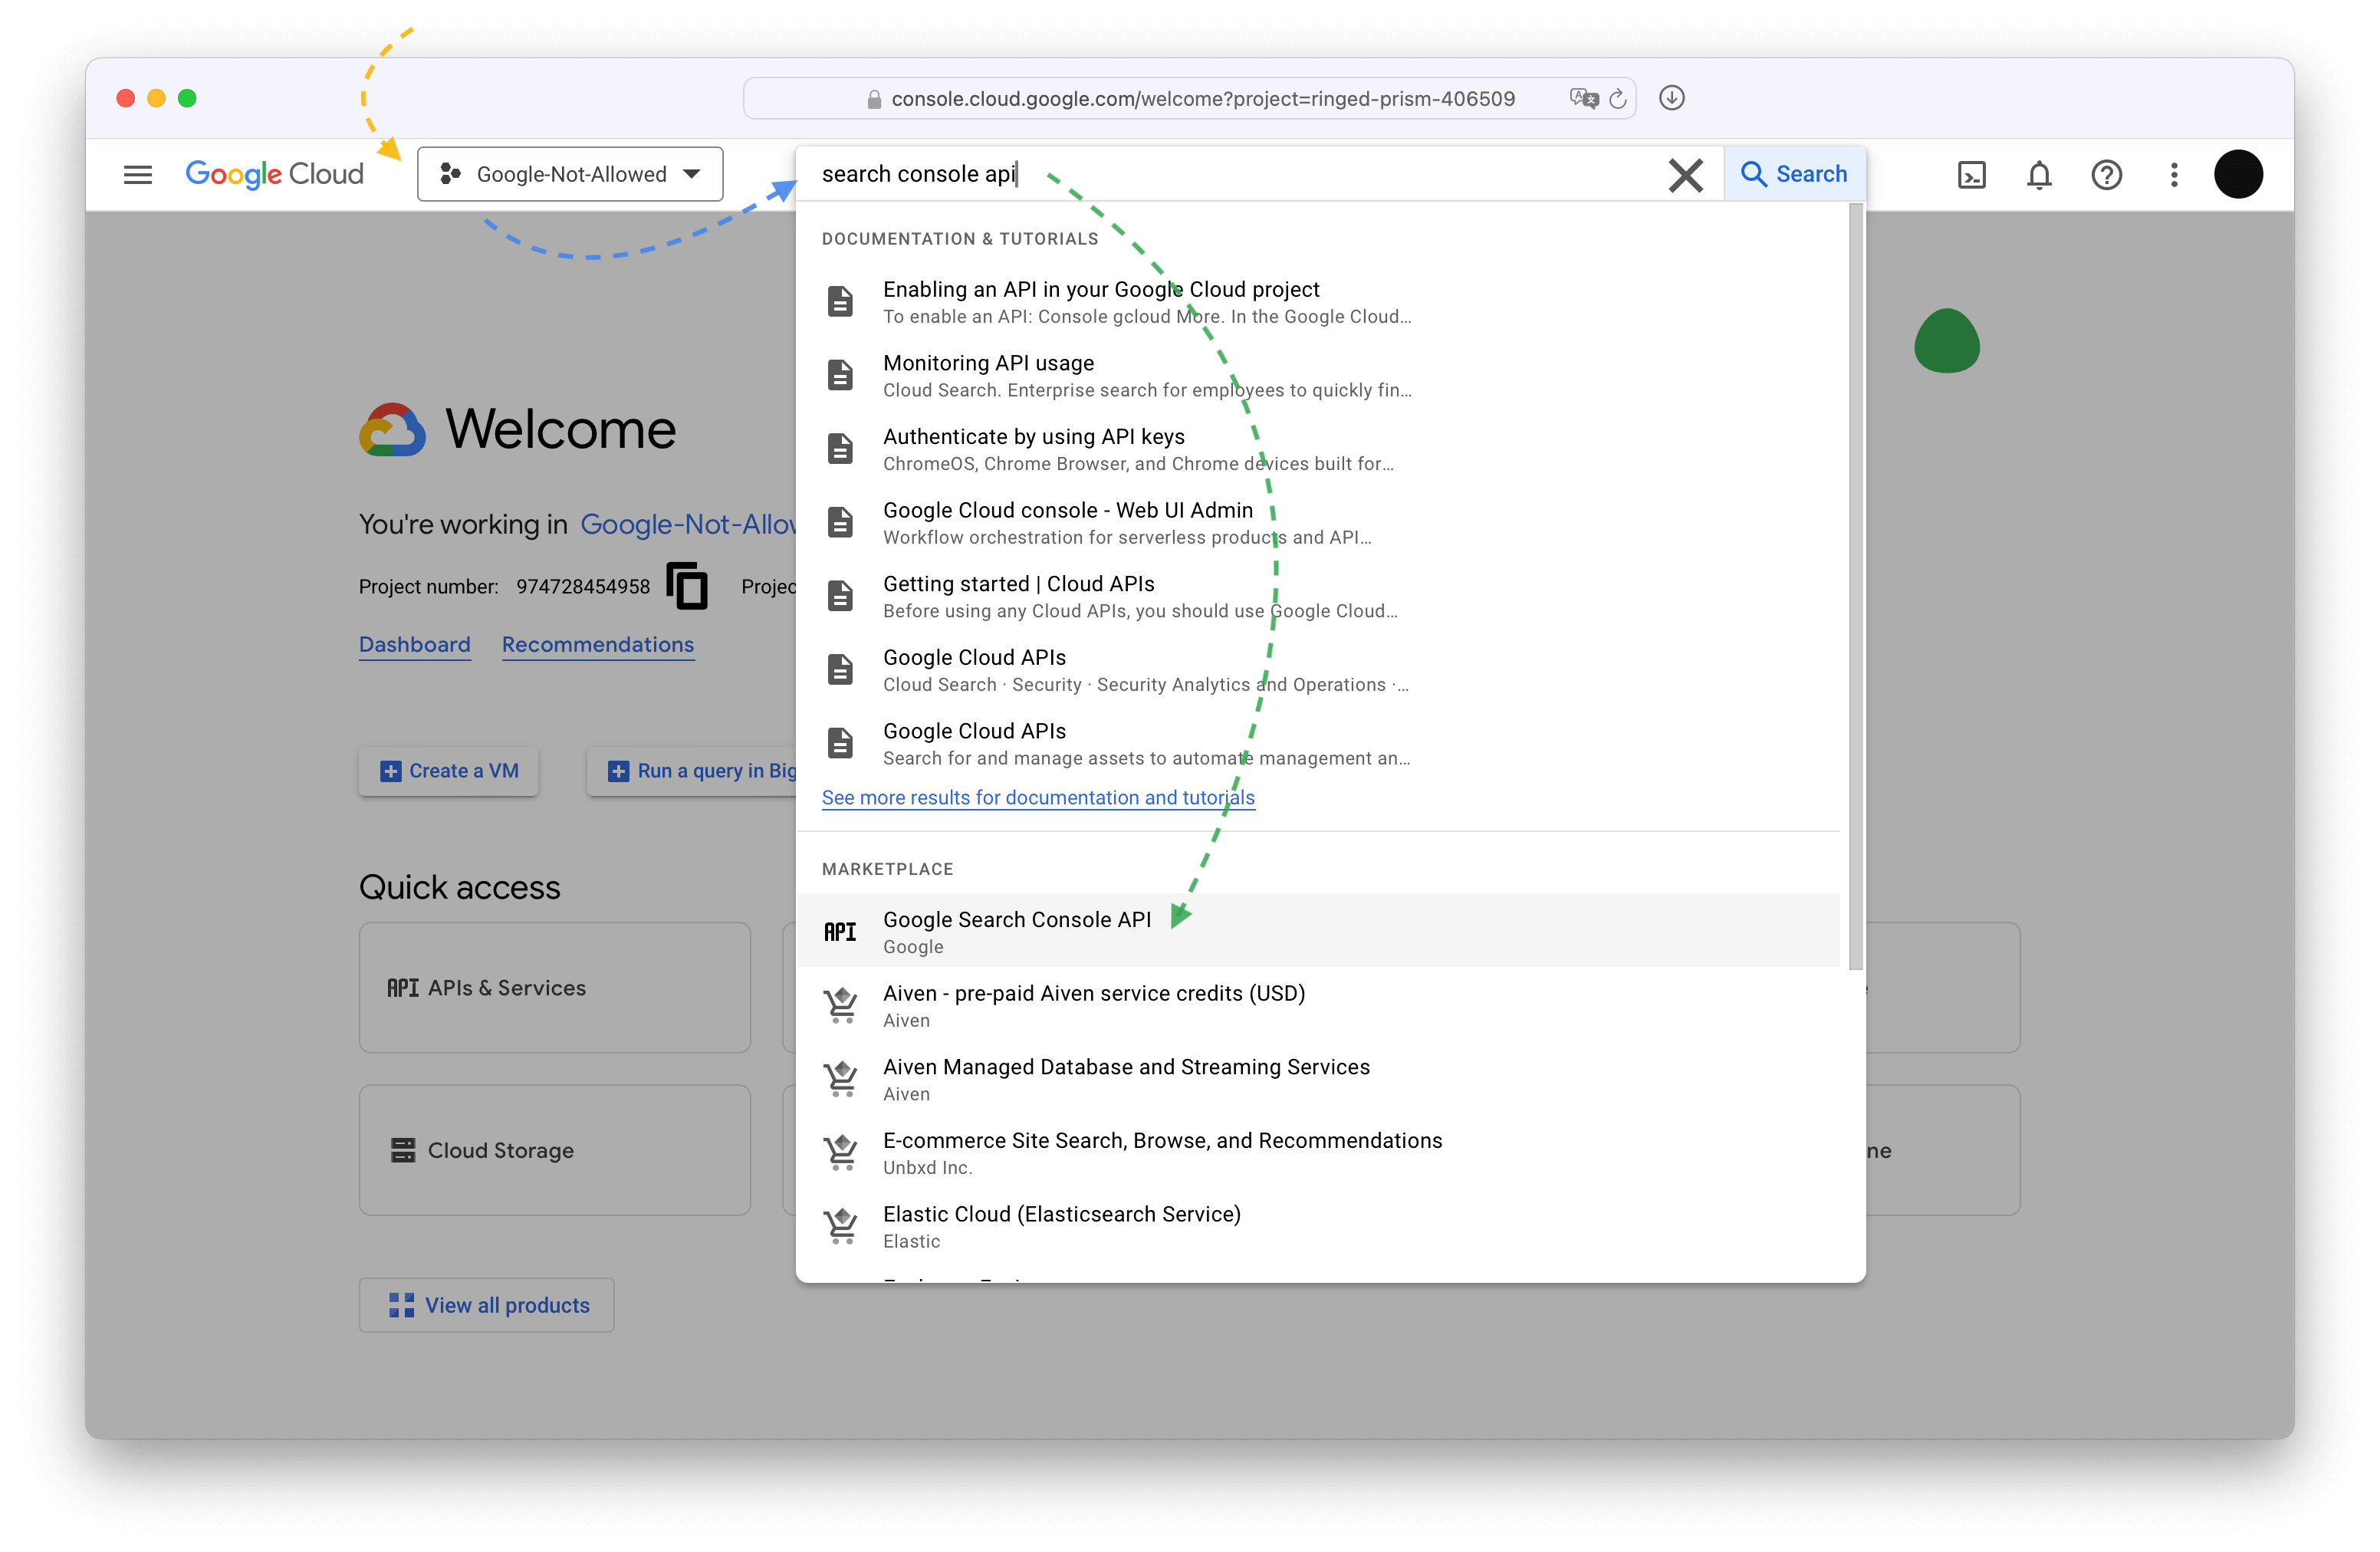 console.cloud.google.com/welcome?project=ringed-prism-406509
Google Cloud
Google-Not-Allowed
search console api
Search
DOCUMENTATION & TUTORIALS
Enabling an API in your Google Cloud project
To enable an API: Console gcloud More. In the Google Cloud…
Monitoring API usage
Cloud Search. Enterprise search for employees to quickly fin…
Authenticate by using API keys
ChromeOS, Chrome Browser, and Chrome devices built for…
Google Cloud console - Web UI Admin
Workflow orchestration for serverless products and API…
Getting started | Cloud APIs
Before using any Cloud APIs, you should use Google Cloud…
Google Cloud APIs
Cloud Search · Security · Security Analytics and Operations ·…
Google Cloud APIs
Search for and manage assets to automate management an…
See more results for documentation and tutorials
MARKETPLACE
API Google Search Console API
Google
Aiven - pre-paid Aiven service credits (USD)
Aiven
Aiven Managed Database and Streaming Services
Aiven
E-commerce Site Search, Browse, and Recommendations
Unbxd Inc.
Elastic Cloud (Elasticsearch Service)
Elastic
Welcome
You're working in Google-Not-Allow
Project number: 974728454958 Projec
Dashboard Recommendations
Create a VM Run a query in Big
Quick access
API APIs & Services
Cloud Storage
ne
View all products